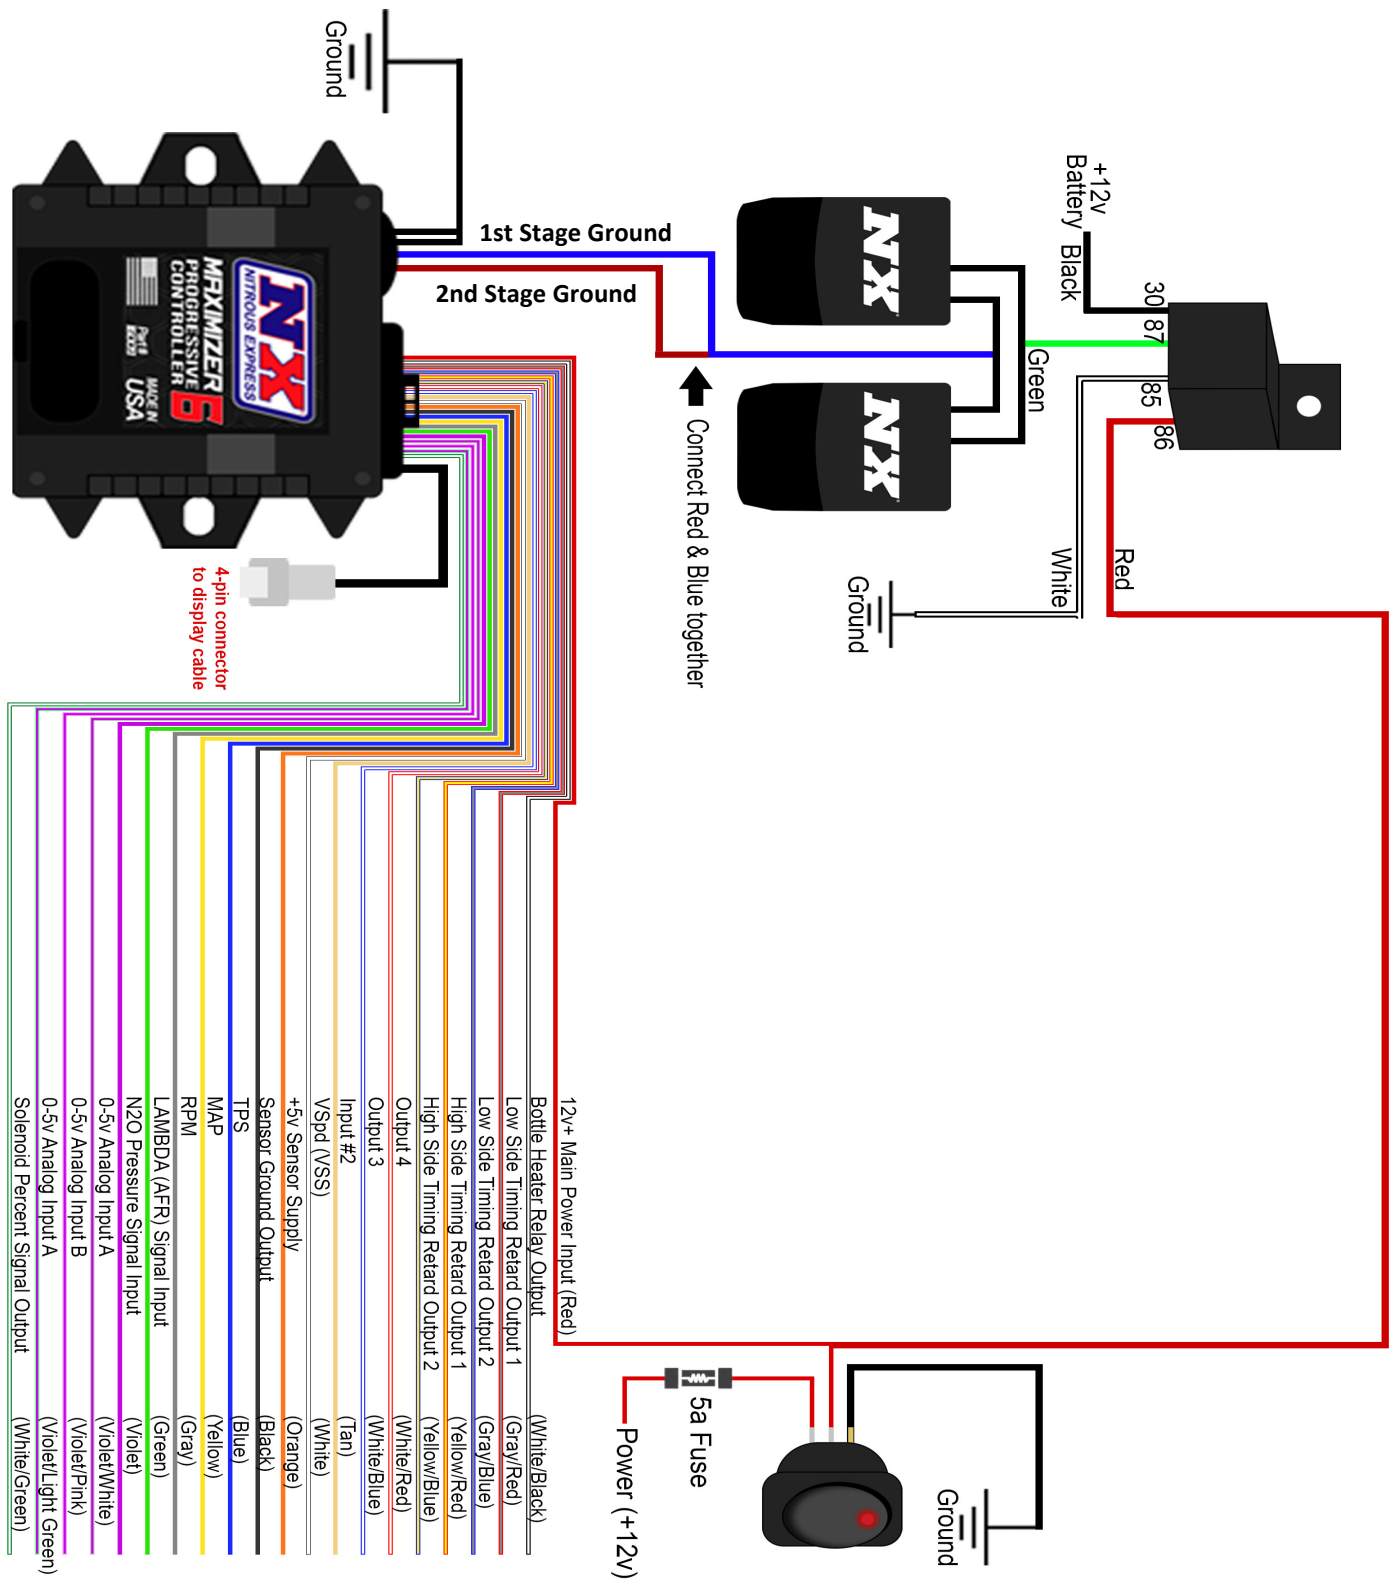 Ground
NX
NITROUS EXPRESS
MAXIMIZER 6
PROGRESSIVE
CONTROLLER
MADE IN
USA
1st Stage Ground
2nd Stage Ground
NX
NX
Connect Red & Blue together
+12v
Battery
Black
30
87
85
86
Green
White
Red
Ground
4-pin connector
to display cable
12v+ Main Power Input (Red)
Bottle Heater Relay Output (White/Black)
Low Side Timing Retard Output 1 (Gray/Red)
Low Side Timing Retard Output 2 (Gray/Blue)
High Side Timing Retard Output 1 (Yellow/Red)
High Side Timing Retard Output 2 (Yellow/Blue)
Output 4 (White/Red)
Output 3 (White/Blue)
Input #2 (Tan)
VSpd (VSS) (White)
+5v Sensor Supply (Orange)
Sensor Ground Output (Black)
TPS (Blue)
MAP (Yellow)
RPM (Gray)
LAMBDA (AFR) Signal Input (Green)
N2O Pressure Signal Input (Violet)
0-5v Analog Input A (Violet/White)
0-5v Analog Input B (Violet/Pink)
0-5v Analog Input A (Violet/Light Green)
Solenoid Percent Signal Output (White/Green)
5a Fuse
Power (+12v)
Ground